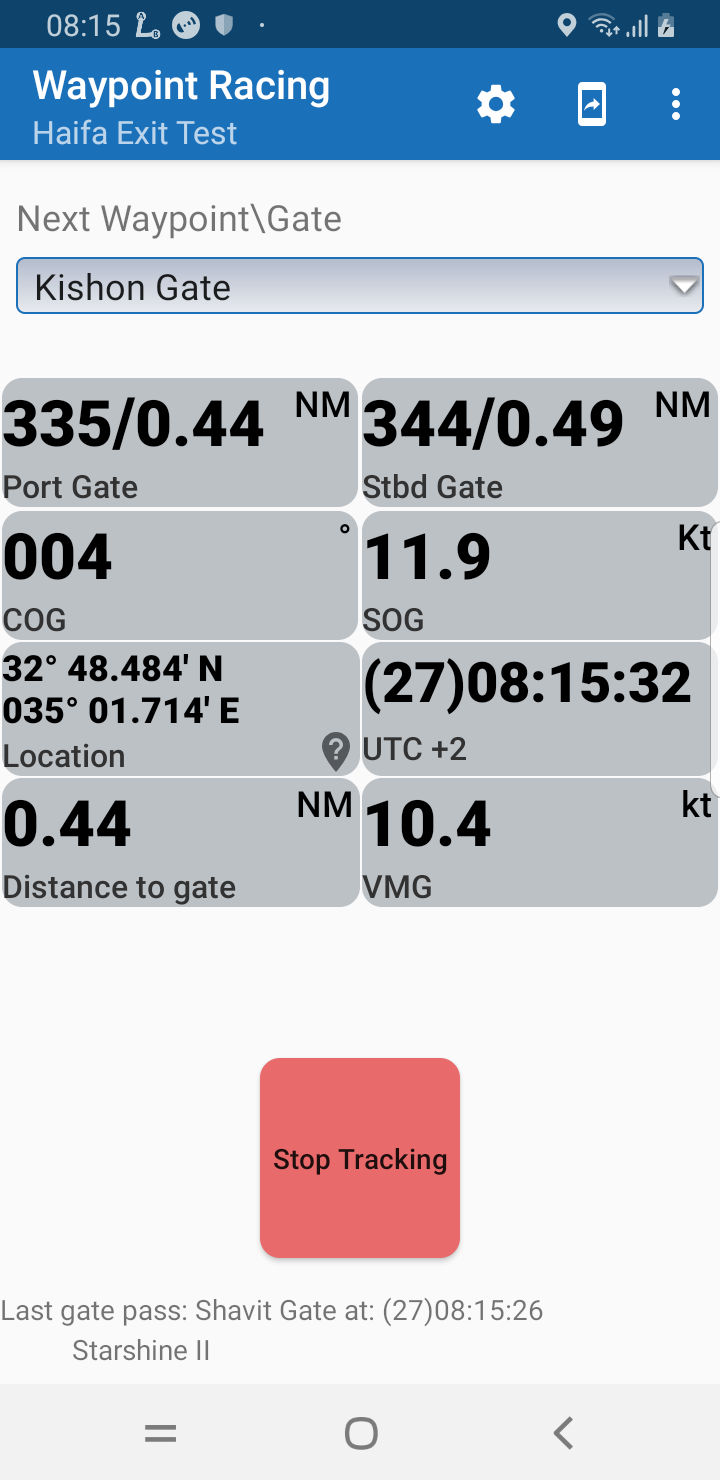 08:15
Waypoint Racing
Haifa Exit Test
Next Waypoint\Gate
Kishon Gate
335/0.44 NM
Port Gate
344/0.49 NM
Stbd Gate
004 °
COG
11.9 Kt
SOG
32° 48.484' N
035° 01.714' E
Location
(27)08:15:32
UTC +2
0.44 NM
Distance to gate
10.4 kt
VMG
Stop Tracking
Last gate pass: Shavit Gate at: (27)08:15:26
Starshine II